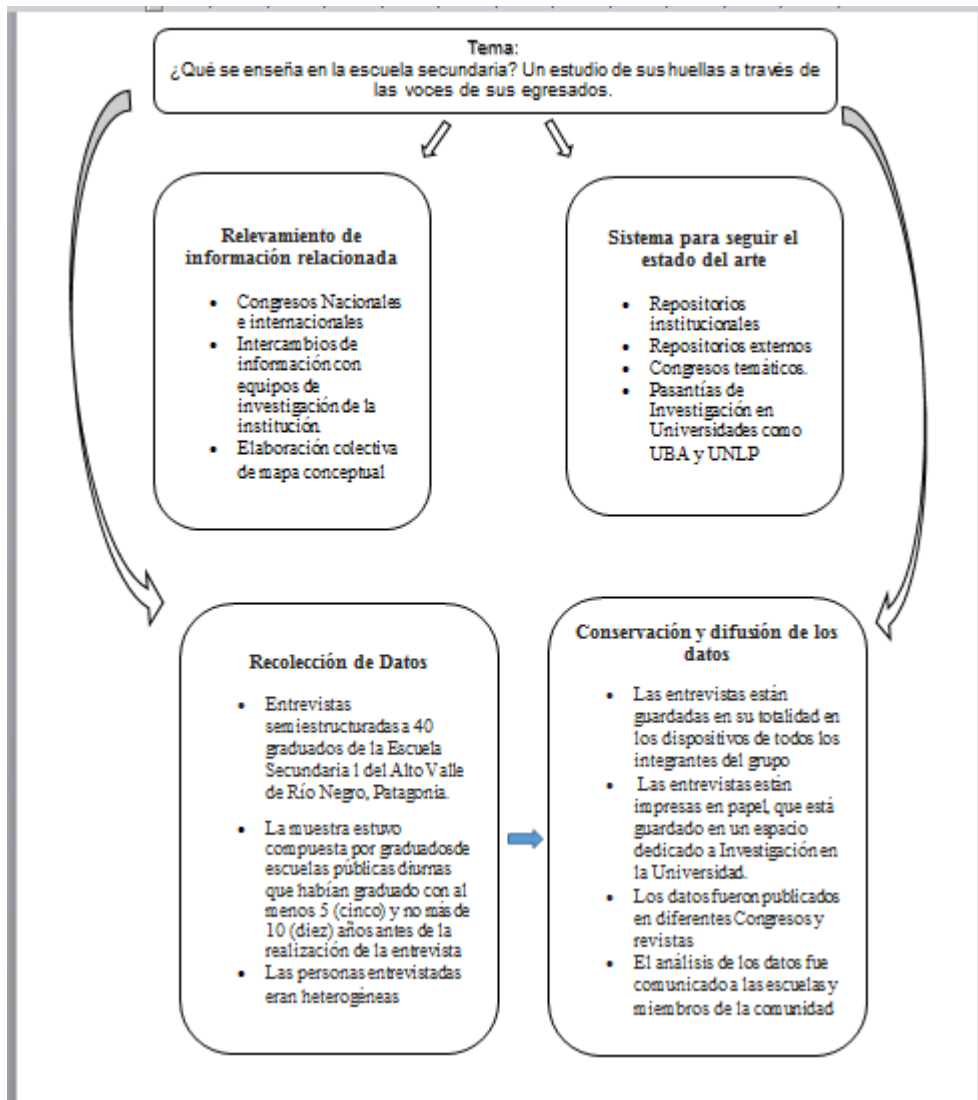 Tema:
¿Qué se enseña en la escuela secundaria? Un estudio de sus huellas a través de
las voces de sus egresados.
Relevamiento de
información relacionada
• Congresos Nacionales
e internacionales
• Intercambios de
información con
equipos de
investigación de la
institución
• Elaboración colectiva
de mapa conceptual
Sistema para seguir el
estado del arte
• Repositorios
institucionales
• Repositorios externos
• Congresos temáticos.
• Pasantías de
Investigación en
Universidades como
UBA y UNLP
Recolección de Datos
• Entrevistas
semiestructuradas a 40
graduados de la Escuela
Secundaria 1 del Alto Valle
de Río Negro, Patagonia.
• La muestra estuvo
compuesta por graduados de
escuelas públicas diurnas
que habían graduado con al
menos 5 (cinco) y no más de
10 (diez) años antes de la
realización de la entrevista
• Las personas entrevistadas
eran heterogéneas
Conservación y difusión de los
datos
• Las entrevistas están
guardadas en su totalidad en
los dispositivos de todos los
integrantes del grupo
• Las entrevistas están
impresas en papel, que está
guardado en un espacio
dedicado a Investigación en
la Universidad.
• Los datos fueron publicados
en diferentes Congresos y
revistas
• El análisis de los datos fue
comunicado a las escuelas y
miembros de la comunidad